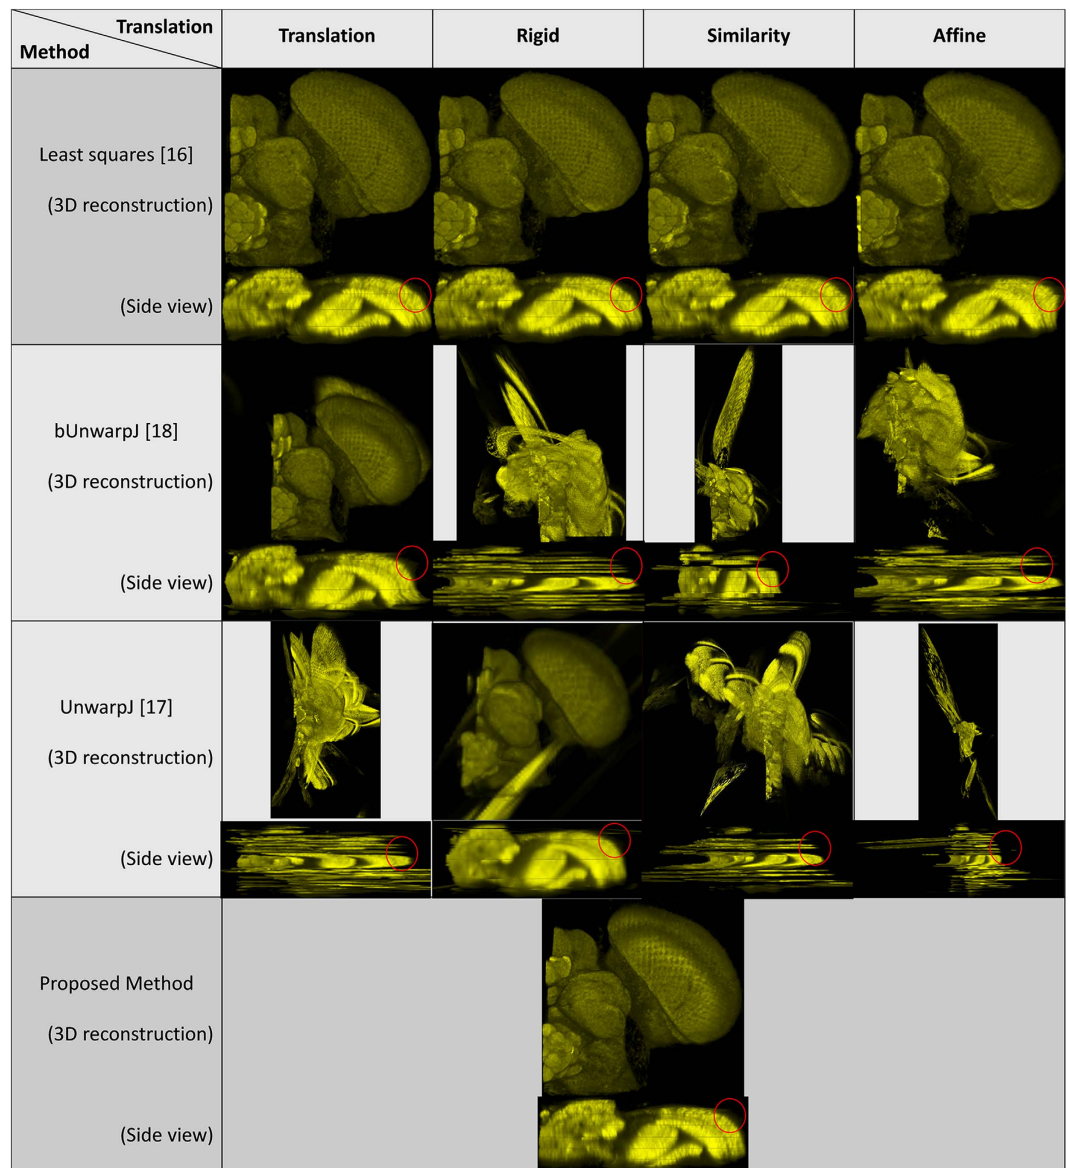 Translation
Method
Translation
Rigid
Similarity
Affine
Least squares [16]
(3D reconstruction)
(Side view)
bUnwarpJ [18]
(3D reconstruction)
(Side view)
UnwarpJ [17]
(3D reconstruction)
(Side view)
Proposed Method
(3D reconstruction)
(Side view)